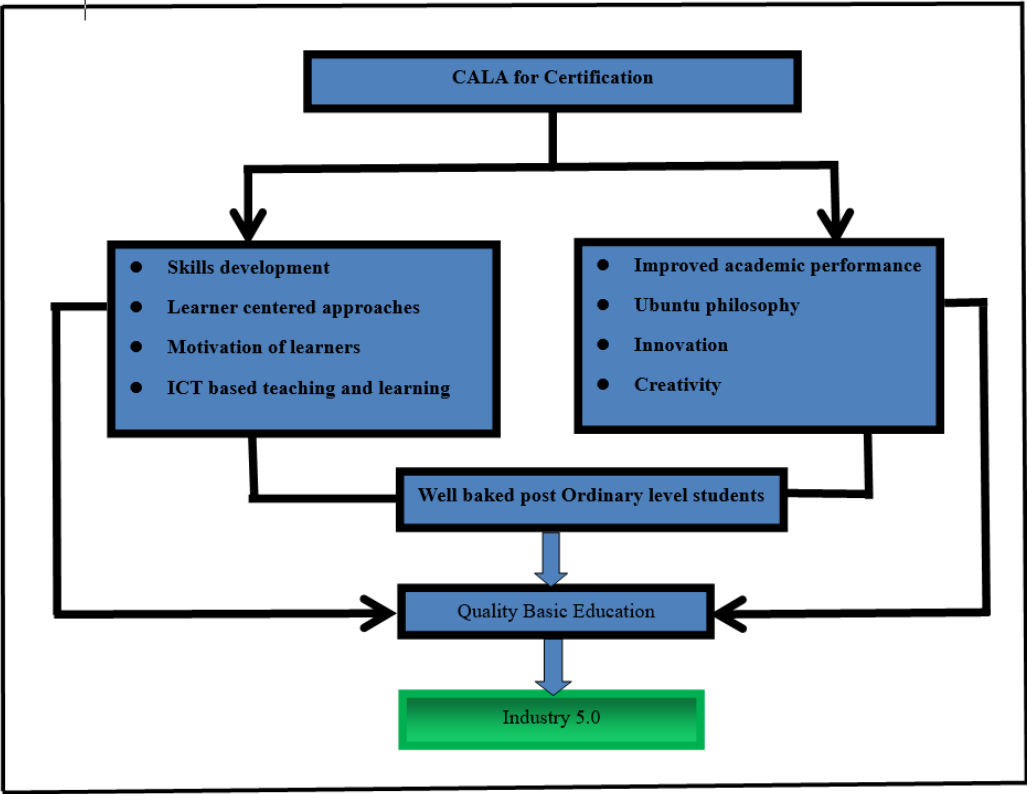 CALA for Certification
● Skills development
● Learner centered approaches
● Motivation of learners
● ICT based teaching and learning
● Improved academic performance
● Ubuntu philosophy
● Innovation
● Creativity
Well baked post Ordinary level students
Quality Basic Education
Industry 5.0